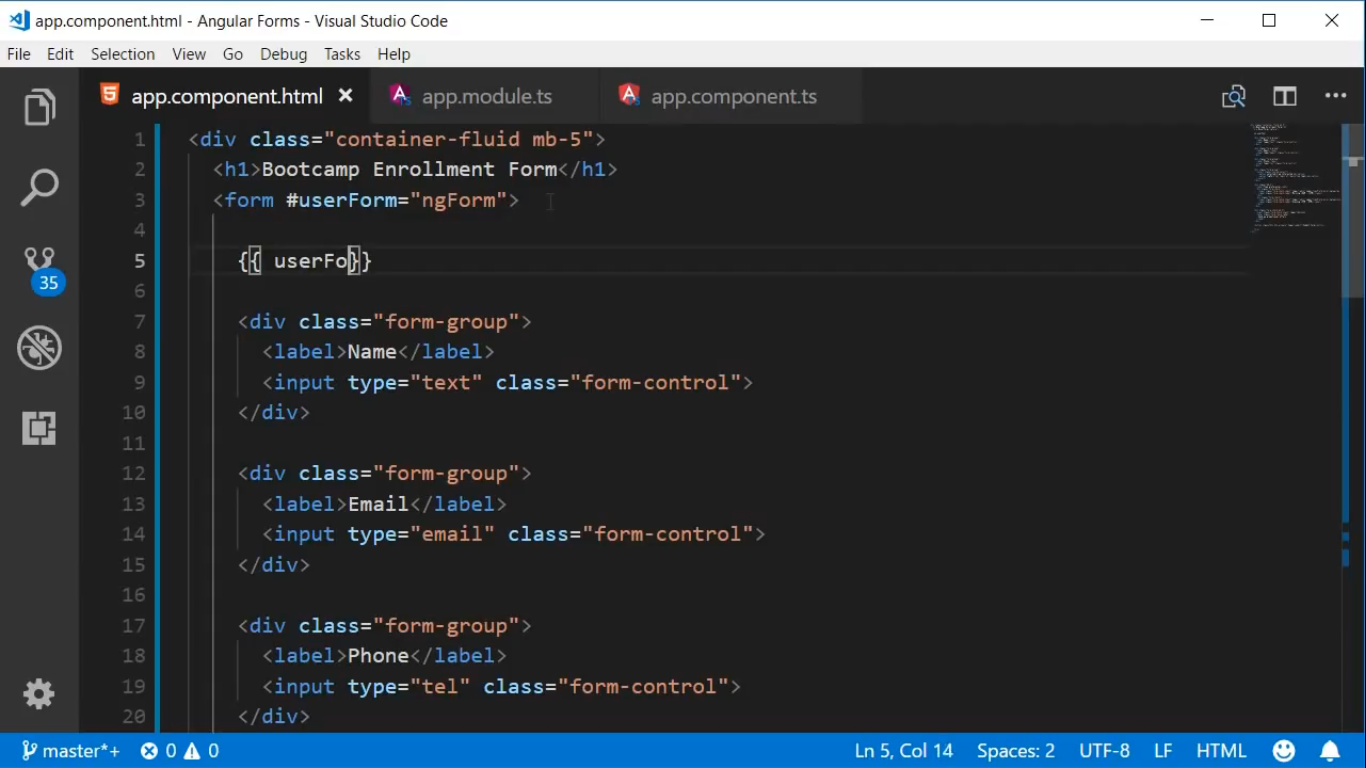 app.component.html - Angular Forms - Visual Studio Code
File Edit Selection View Go Debug Tasks Help
app.component.html app.module.ts app.component.ts
1 <div class="container-fluid mb-5">
2 <h1>Bootcamp Enrollment Form</h1>
3 <form #userForm="ngForm">
4
5 {{ userFo}}
6
7 <div class="form-group">
8 <label>Name</label>
9 <input type="text" class="form-control">
10 </div>
11
12 <div class="form-group">
13 <label>Email</label>
14 <input type="email" class="form-control">
15 </div>
16
17 <div class="form-group">
18 <label>Phone</label>
19 <input type="tel" class="form-control">
20 </div>
35
master*+ 0 0 Ln 5, Col 14 Spaces: 2 UTF-8 LF HTML